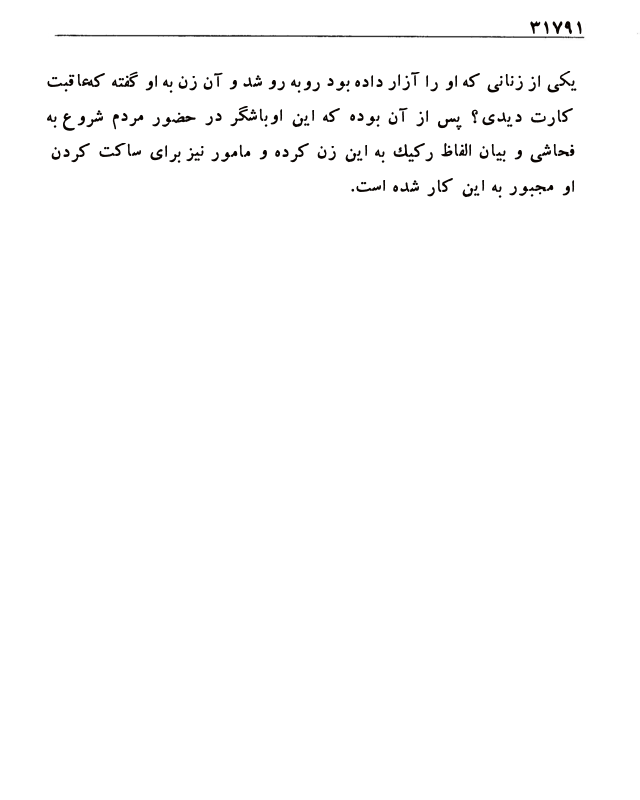 ۳۱۷۹۱
یکی از زنانی که او را آزار داده بود روبه رو شد و آن زن به او گفته که عاقبت
کارت دیدی؟ پس از آن بوده که این اوباشگر در حضور مردم شروع به
فحاشی و بیان الفاظ رکیك به این زن کرده و مامور نیز برای ساکت کردن
او مجبور به این کار شده است.